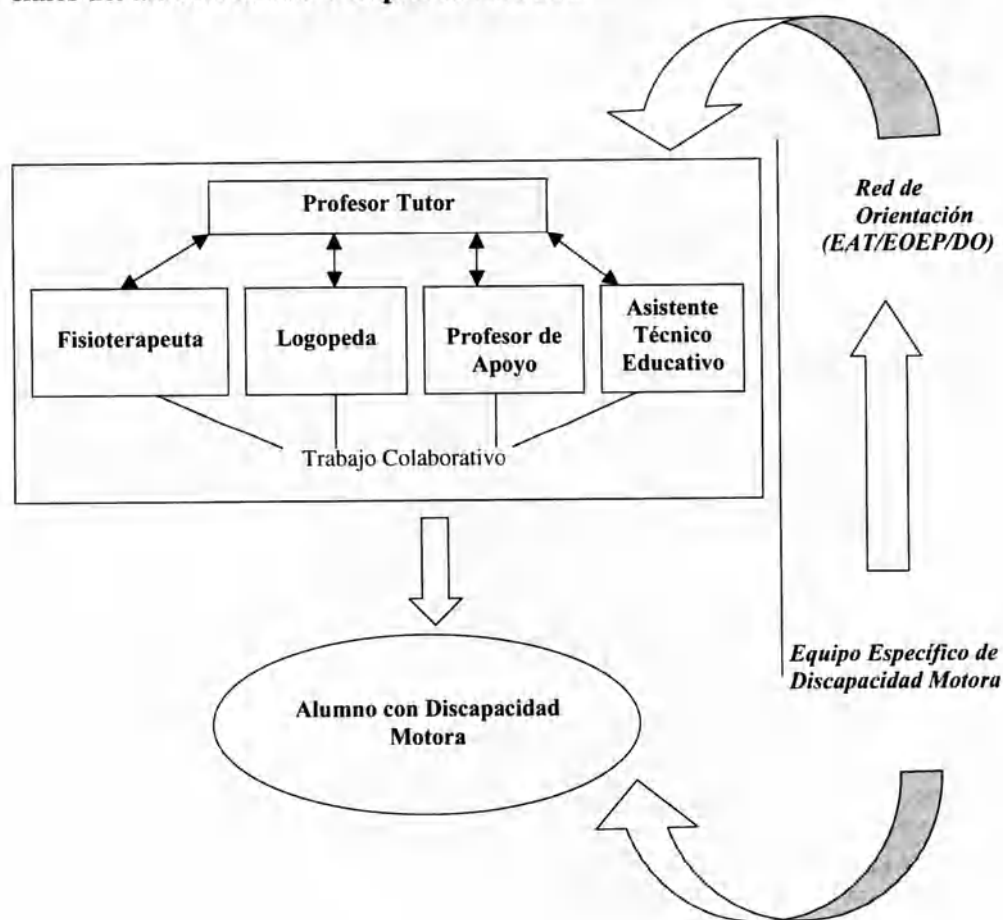 Profesor Tutor
Red de
Orientación
(EAT/EOEP/DO)
Fisioterapeuta
Logopeda
Profesor de
Apoyo
Asistente
Técnico
Educativo
Trabajo Colaborativo
Equipo Específico de
Discapacidad Motora
Alumno con Discapacidad
Motora